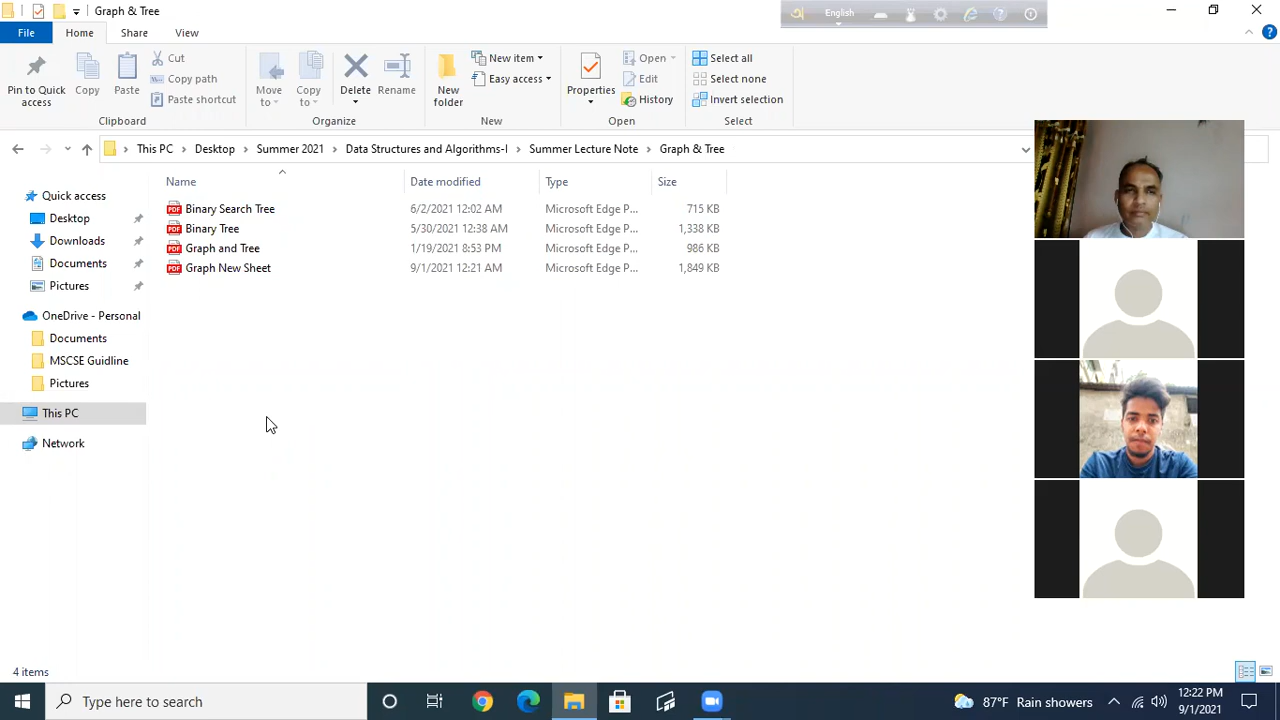 Graph & Tree
অ English
File Home Share View
Pin to Quick access
Copy
Paste
Cut
Copy path
Paste shortcut
Clipboard
Move to
Copy to
Delete
Rename
Organize
New folder
New item
Easy access
New
Properties
Open
Edit
History
Open
Select all
Select none
Invert selection
Select
This PC > Desktop > Summer 2021 > Data Structures and Algorithms-I > Summer Lecture Note > Graph & Tree
Name Date modified Type Size
Binary Search Tree 6/2/2021 12:02 AM Microsoft Edge P... 715 KB
Binary Tree 5/30/2021 12:38 AM Microsoft Edge P... 1,338 KB
Graph and Tree 1/19/2021 8:53 PM Microsoft Edge P... 986 KB
Graph New Sheet 9/1/2021 12:21 AM Microsoft Edge P... 1,849 KB
Quick access
Desktop
Downloads
Documents
Pictures
OneDrive - Personal
Documents
MSCSE Guidline
Pictures
This PC
Network
4 items
Type here to search
87°F Rain showers
12:22 PM
9/1/2021